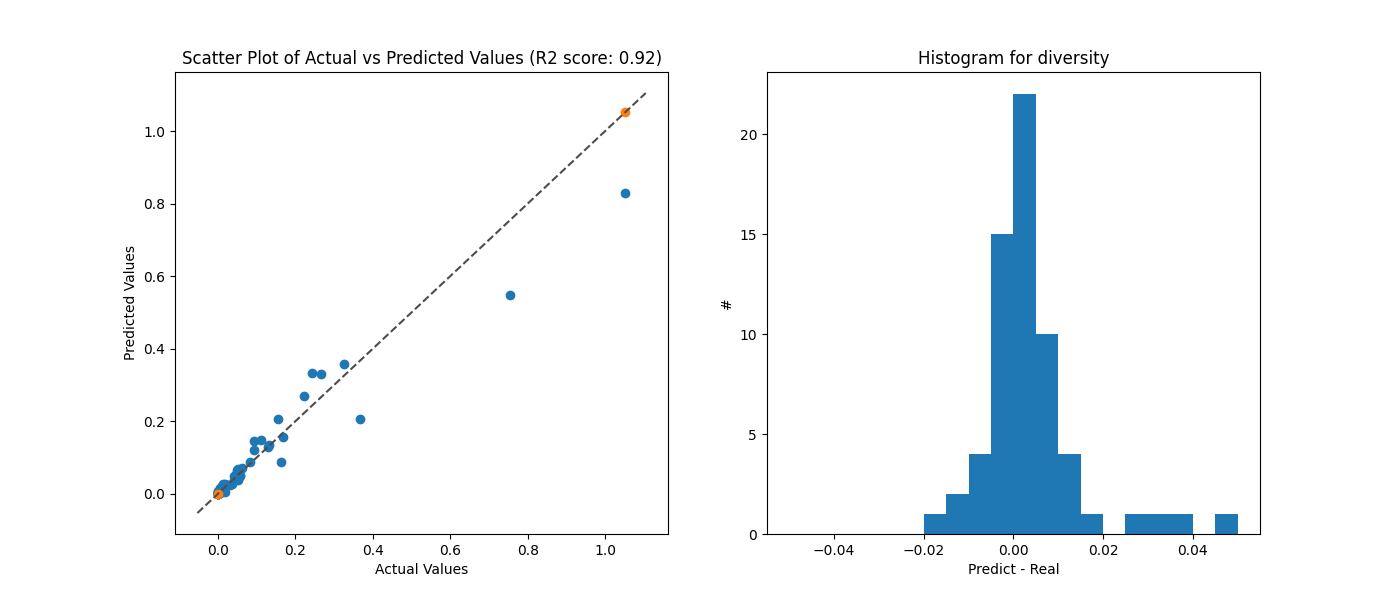 Scatter Plot of Actual vs Predicted Values (R2 score: 0.92)
1.0
0.8
0.6
0.4
0.2
0.0
Predicted Values
0.0 0.2 0.4 0.6 0.8 1.0
Actual Values
Histogram for diversity
20
15
10
5
0
#
−0.04 −0.02 0.00 0.02 0.04
Predict - Real